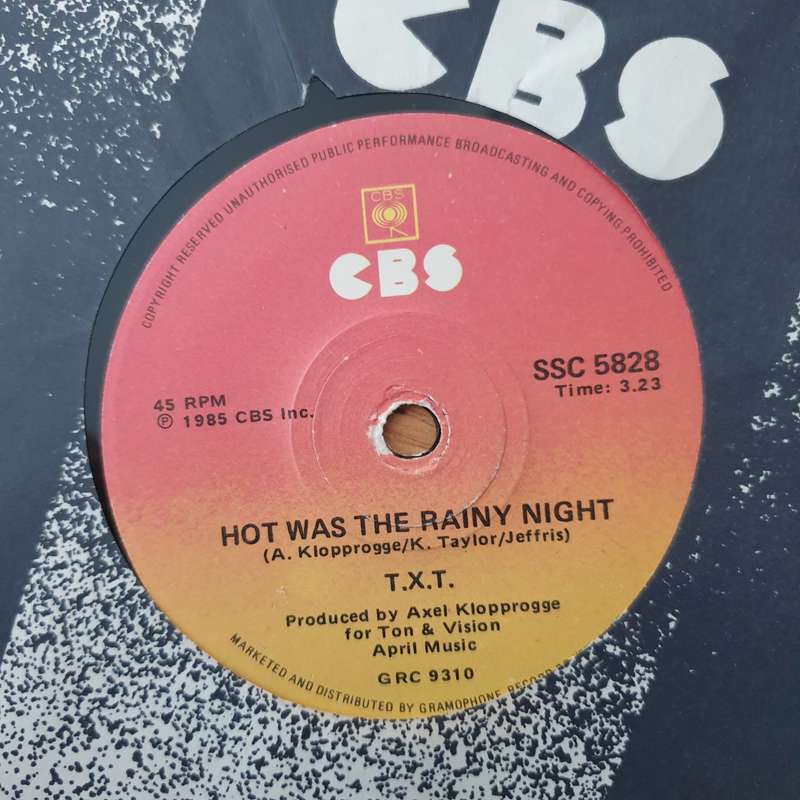 CBS
COPYRIGHT RESERVED UNAUTHORISED PUBLIC PERFORMANCE BROADCASTING AND COPYING PROHIBITED
CBS
CBS
SSC 5828
Time: 3.23
45 RPM
Ⓟ 1985 CBS Inc.
HOT WAS THE RAINY NIGHT
(A. Klopprogge/K. Taylor/Jeffris)
T.X.T.
Produced by Axel Klopprogge
for Ton & Vision
April Music
GRC 9310
MARKETED AND DISTRIBUTED BY GRAMOPHONE RECORD